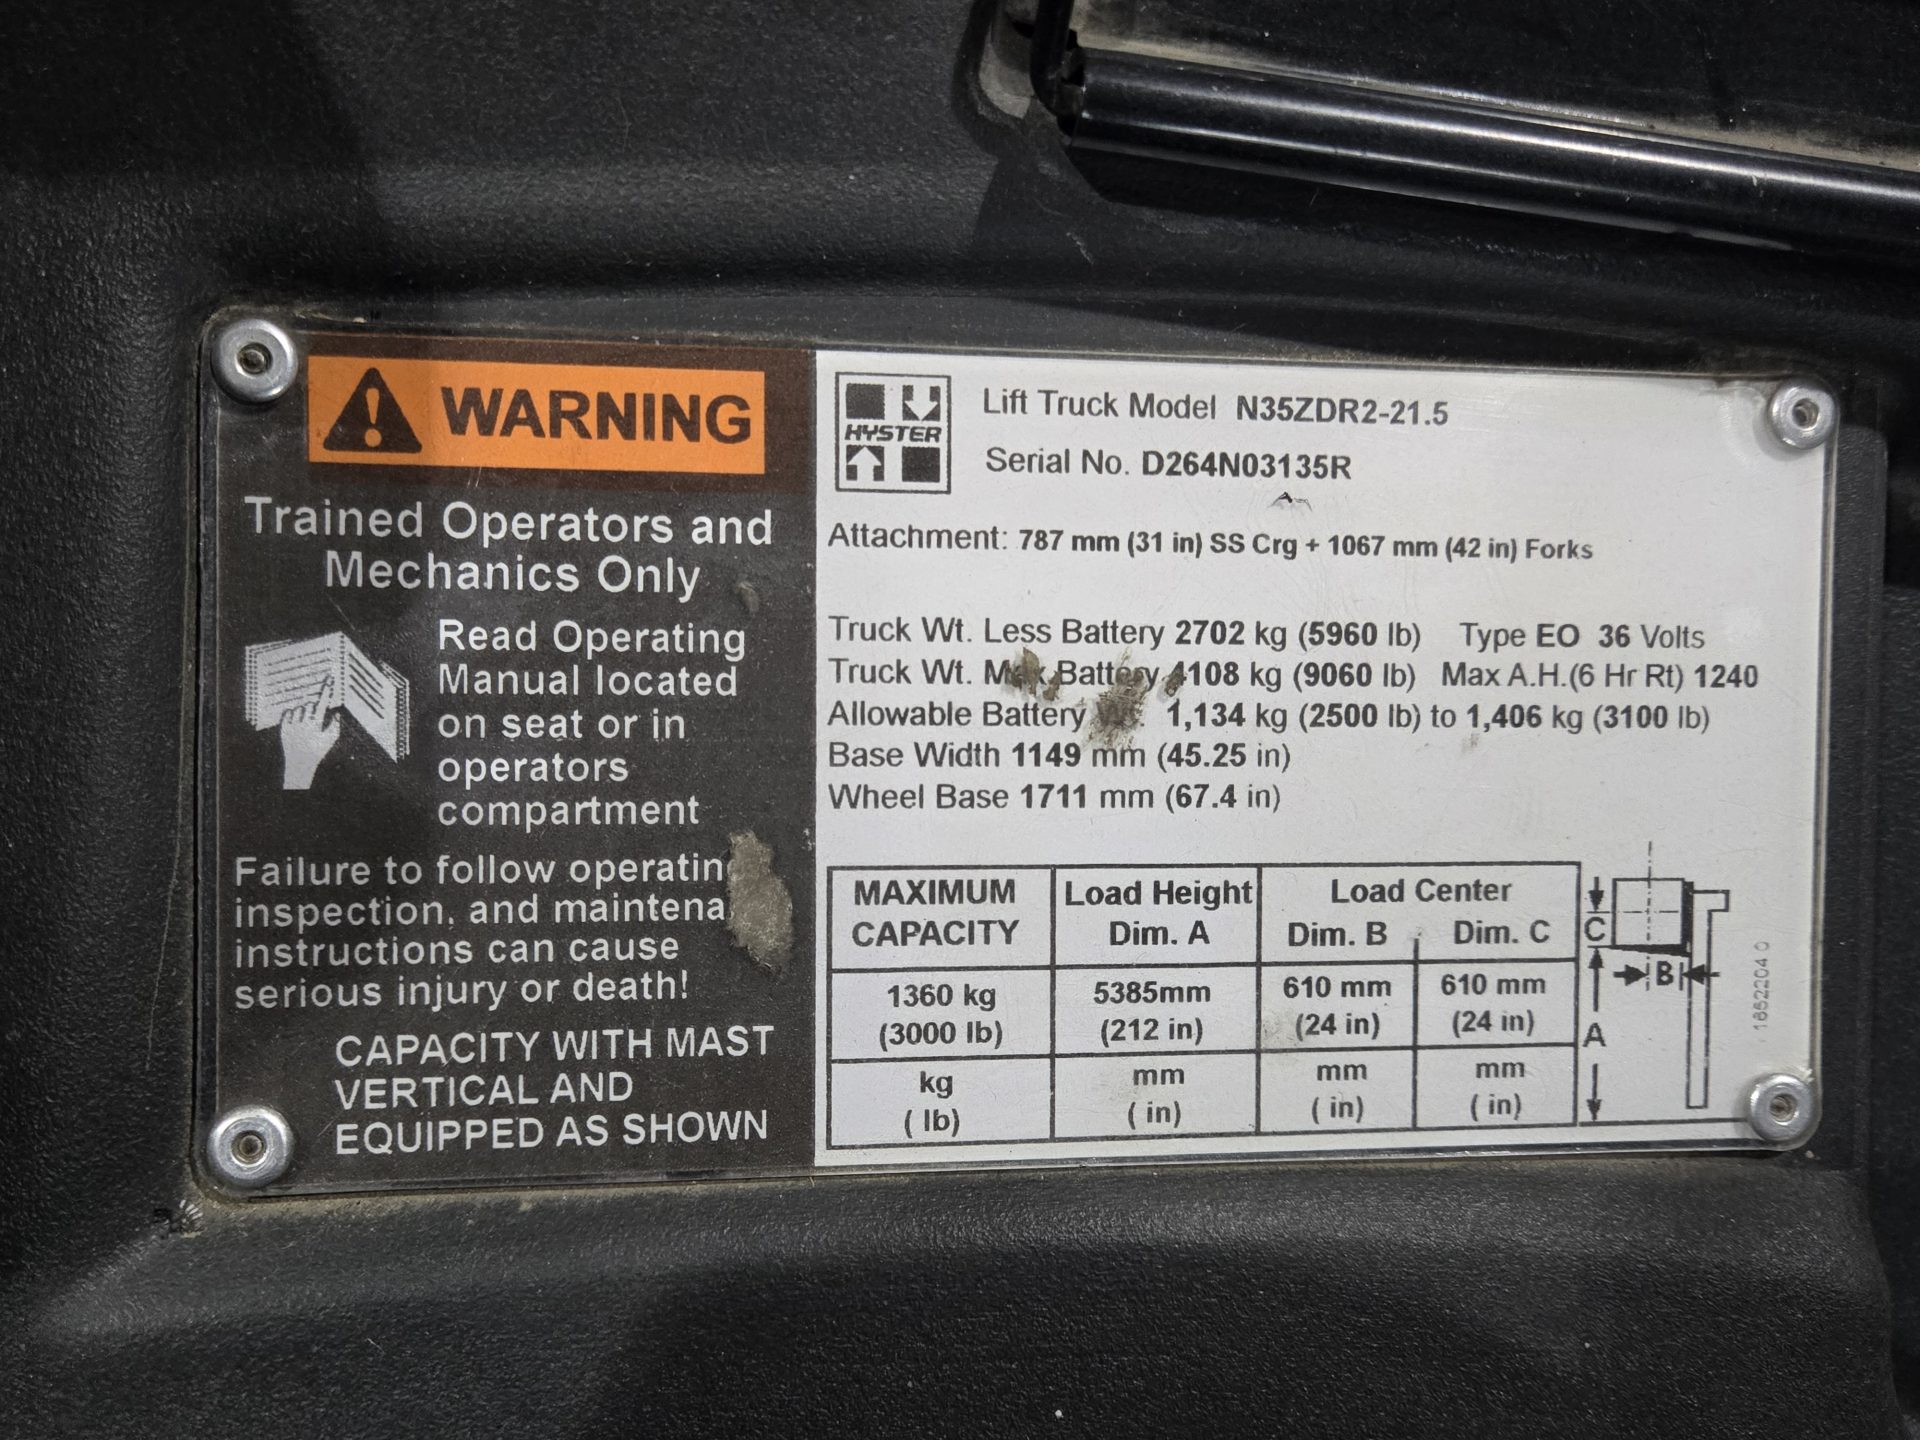 WARNING
Trained Operators and
Mechanics Only
Read Operating
Manual located
on seat or in
operators
compartment
Failure to follow operatin
inspection, and maintena
instructions can cause
serious injury or death!
CAPACITY WITH MAST
VERTICAL AND
EQUIPPED AS SHOWN
HYSTER
Lift Truck Model N35ZDR2-21.5
Serial No. D264N03135R
Attachment: 787 mm (31 in) SS Crg + 1067 mm (42 in) Forks
Truck Wt. Less Battery 2702 kg (5960 lb) Type EO 36 Volts
Truck Wt. Max Battery 4108 kg (9060 lb) Max A.H.(6 Hr Rt) 1240
Allowable Battery Wt. 1,134 kg (2500 lb) to 1,406 kg (3100 lb)
Base Width 1149 mm (45.25 in)
Wheel Base 1711 mm (67.4 in)
MAXIMUM CAPACITY Load Height Dim. A Load Center
Dim. B Dim. C
1360 kg 5385mm 610 mm 610 mm
(3000 lb) (212 in) (24 in) (24 in)
kg mm mm mm
( lb) ( in) ( in) ( in)
C
B
A